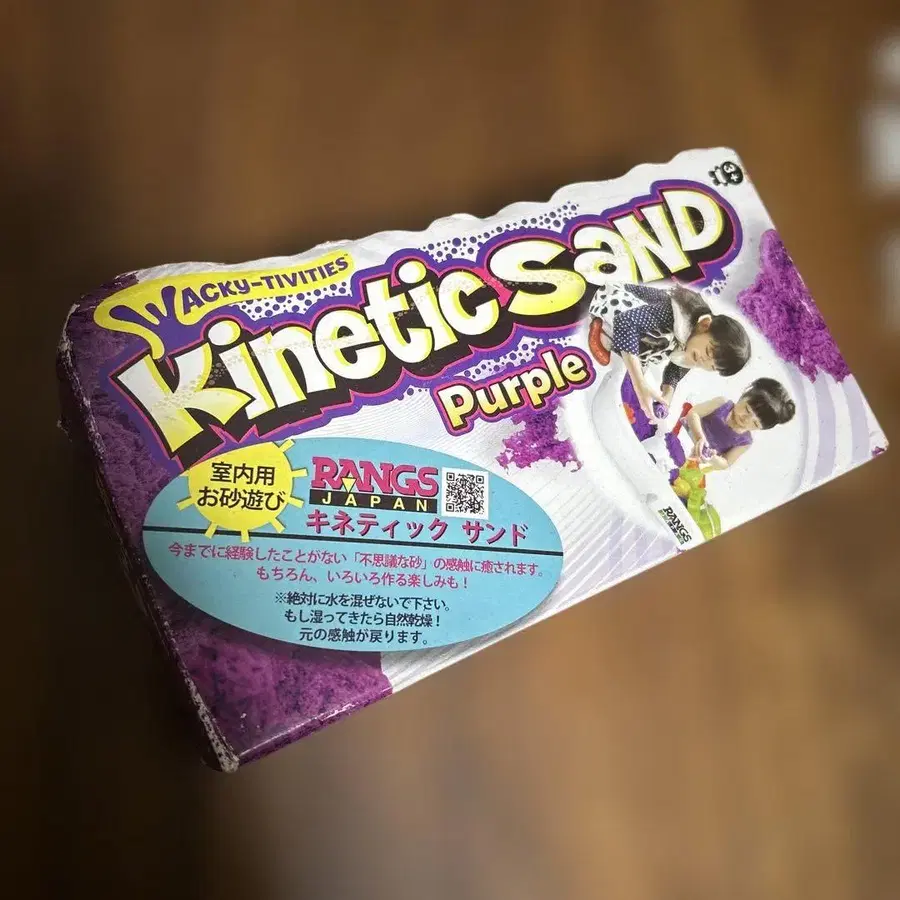 WACKY-TIVITIES
Kinetic Sand
Purple
3+
室内用
お砂遊び
RANGS
JAPAN
キネティック サンド
今までに経験したことがない「不思議な砂」の感触に癒されます。
もちろん、いろいろ作る楽しみも！
※絶対に水を混ぜないで下さい。
もし湿ってきたら自然乾燥！
元の感触が戻ります。
RANGS